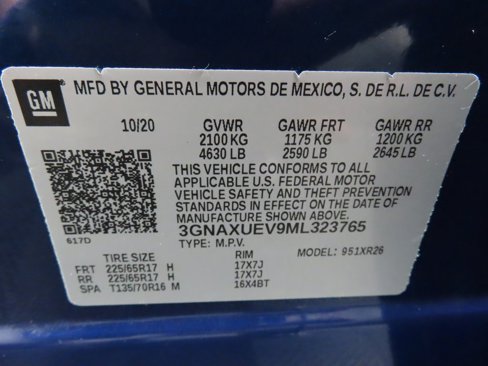 GM
MFD BY GENERAL MOTORS DE MEXICO, S. DE R.L. DE C.V.
10/20 GVWR GAWR FRT GAWR RR
2100 KG 1175 KG 1200 KG
4630 LB 2590 LB 2645 LB
THIS VEHICLE CONFORMS TO ALL
APPLICABLE U.S. FEDERAL MOTOR
VEHICLE SAFETY AND THEFT PREVENTION
STANDARDS IN EFFECT ON THE DATE OF
MANUFACTURE SHOWN ABOVE.
3GNAXUEV9ML323765
617D TYPE: M.P.V.
TIRE SIZE RIM MODEL: 951XR26
FRT 225/65R17 H 17X7J
RR 225/65R17 H 17X7J
SPA T135/70R16 M 16X4BT